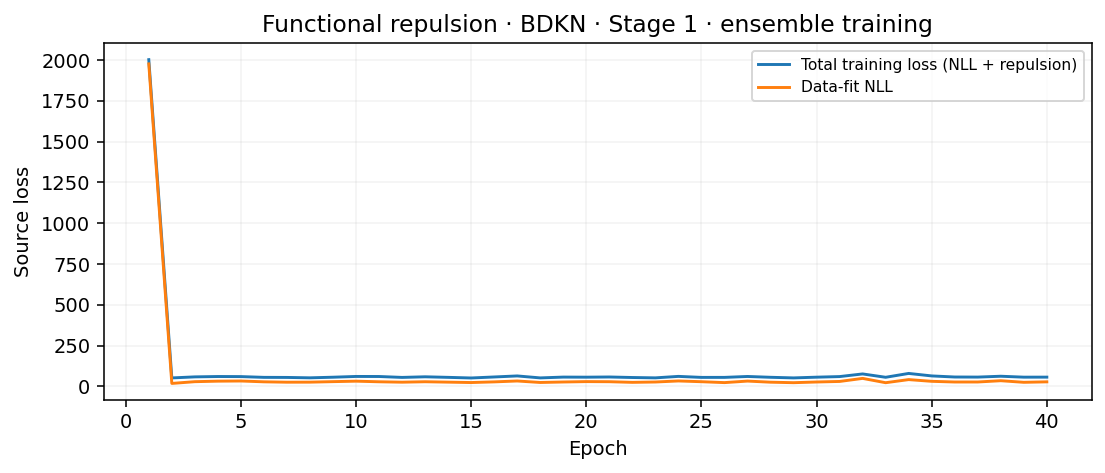 Functional repulsion · BDKN · Stage 1 · ensemble training
Total training loss (NLL + repulsion)
Data-fit NLL
Source loss
2000
1750
1500
1250
1000
750
500
250
0
0 5 10 15 20 25 30 35 40
Epoch